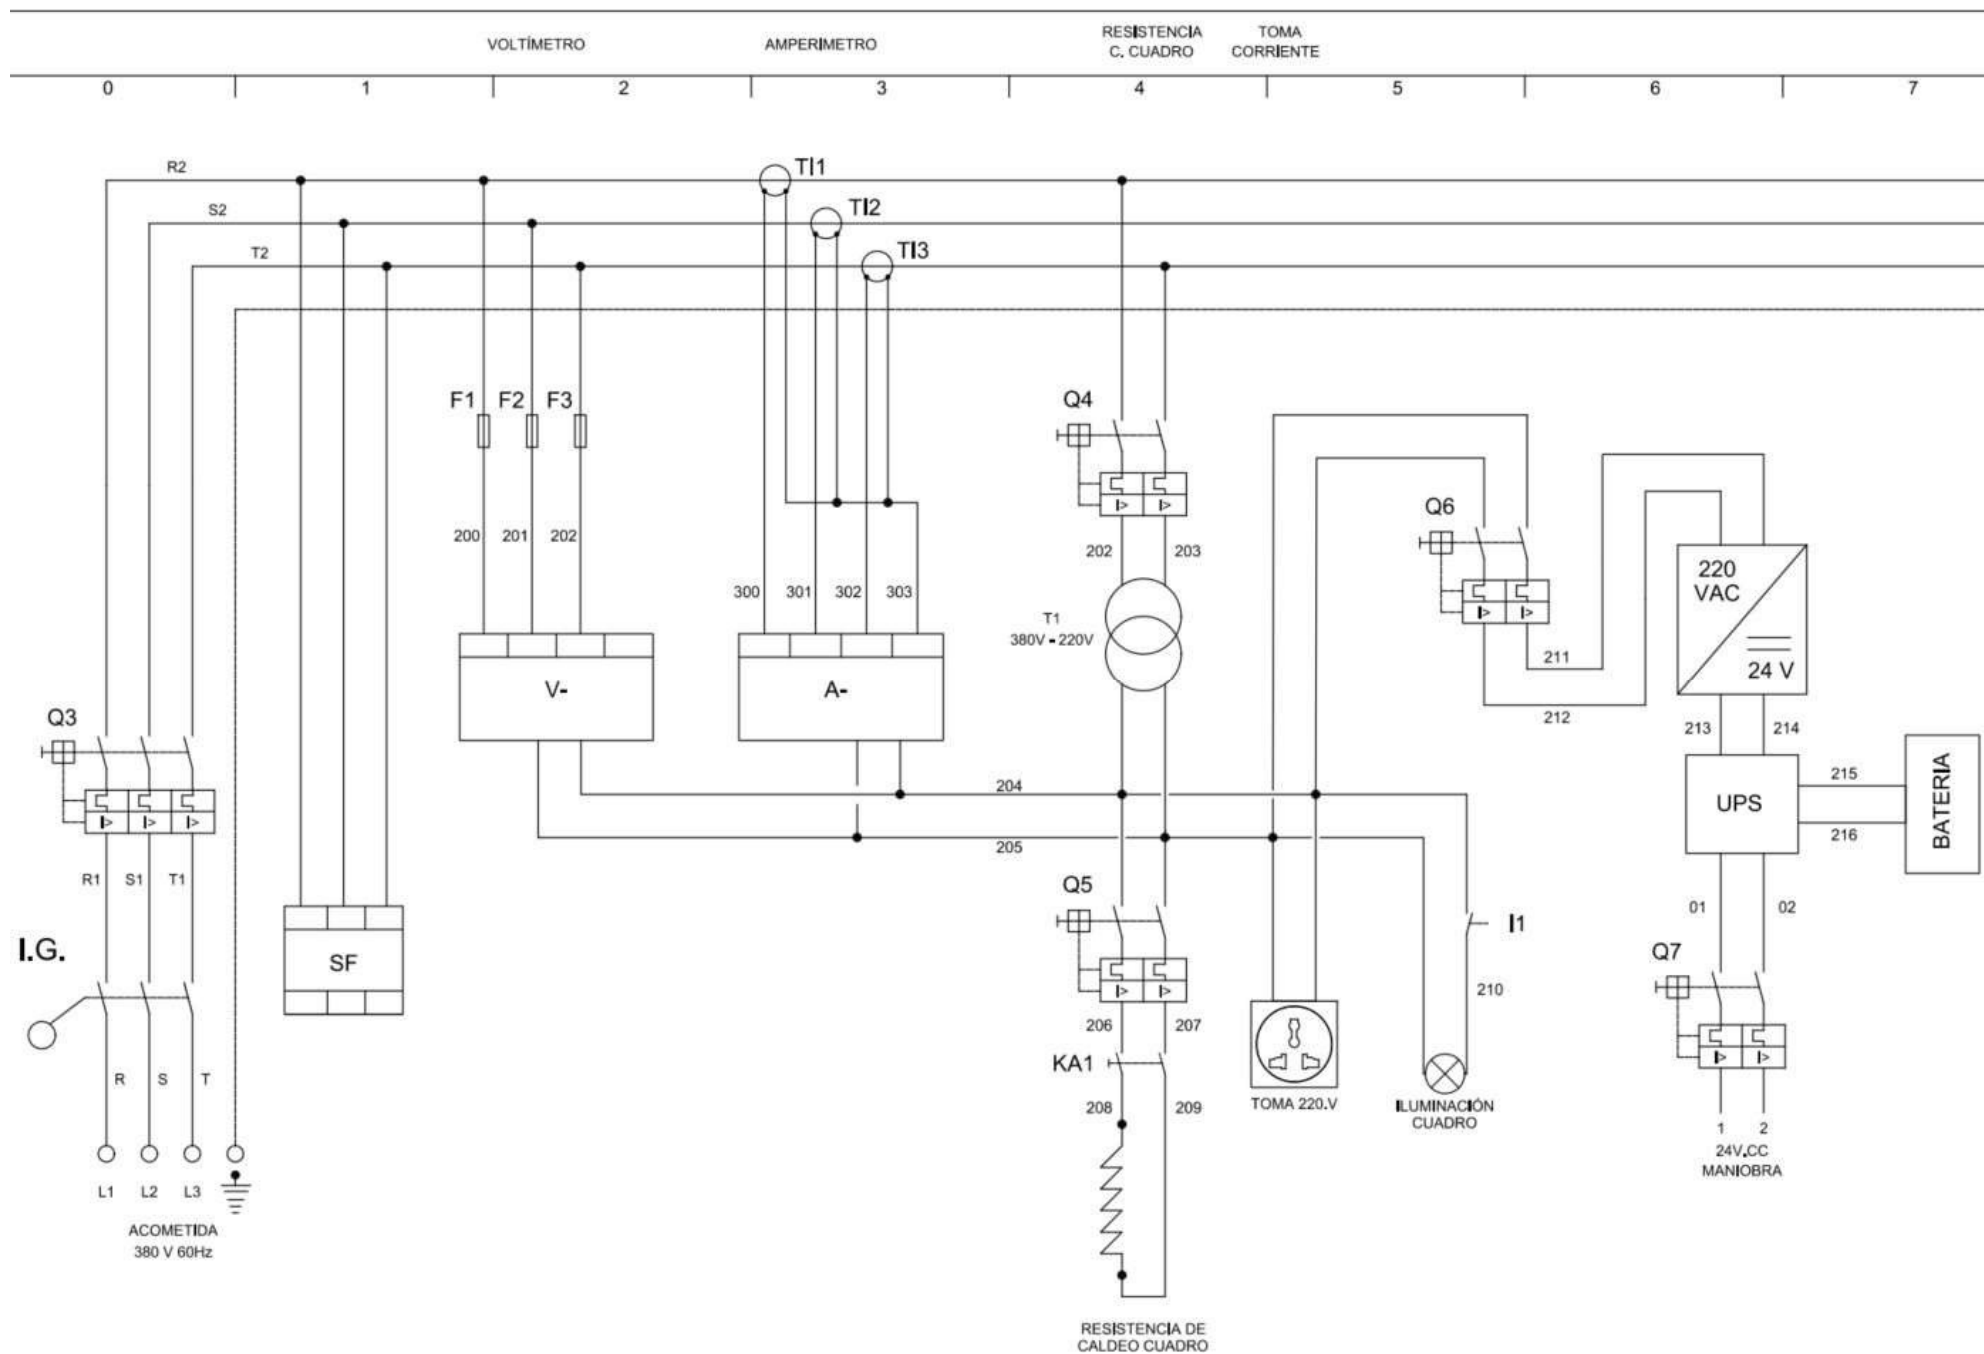 VOLTÍMETRO
AMPERIMETRO
RESISTENCIA
C. CUADRO
TOMA
CORRIENTE
0
1
2
3
4
5
6
7
R2
S2
T2
TI1
TI2
TI3
F1
F2
F3
Q4
Q6
200
201
202
300
301
302
303
202
203
T1
380V - 220V
220
VAC
24 V
211
212
V-
A-
Q3
213
214
204
205
UPS
215
216
BATERIA
R1
S1
T1
Q5
01
02
I1
I.G.
SF
Q7
210
206
207
KA1
R
S
T
208
209
TOMA 220.V
ILUMINACIÓN
CUADRO
I>
I>
I>
I>
I>
I>
I>
I>
I>
I>
I>
1
2
24V.CC
MANIOBRA
L1
L2
L3
ACOMETIDA
380 V 60Hz
RESISTENCIA DE
CALDEO CUADRO